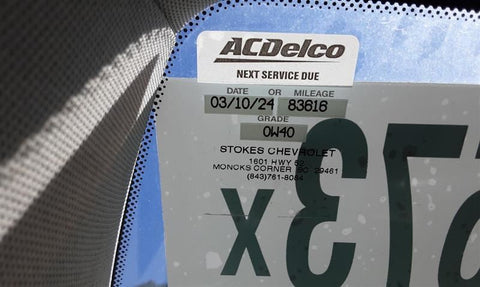 ACDelco
NEXT SERVICE DUE
DATE OR MILEAGE
03/10/24 83616
GRADE
0W40
STOKES CHEVROLET
1601 HWY 52
MONCKS CORNER SC 29461
(843)761-8084
X